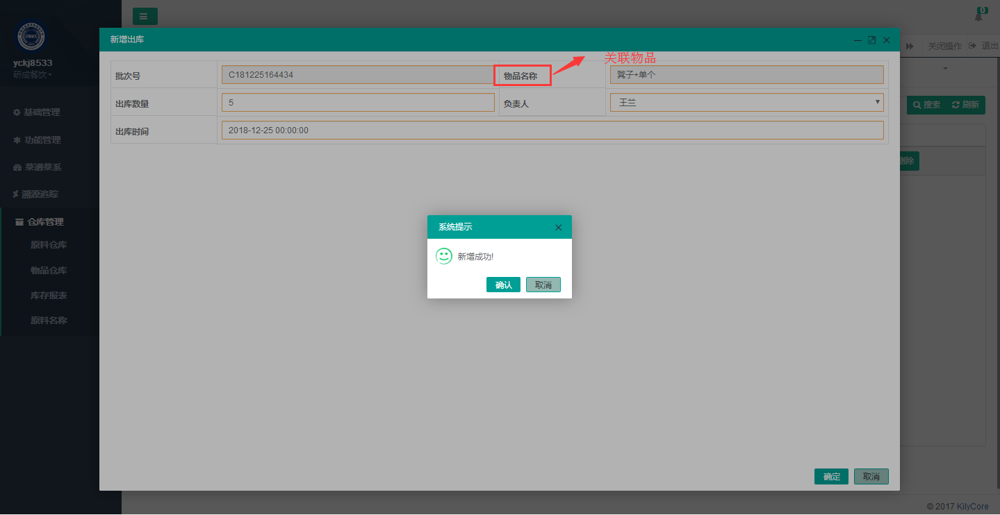 0
yckj8533
研成餐饮
基础管理
功能管理
菜谱菜系
溯源追踪
仓库管理
原料仓库
物品仓库
库存报表
原料名称
关闭操作 退出
搜索 刷新
删除
新增出库
关联物品
批次号 C181225164434 物品名称 凳子+单个
出库数量 5 负责人 王兰
出库时间 2018-12-25 00:00:00
系统提示
新增成功!
确认 取消
确定 取消
© 2017 KilyCore